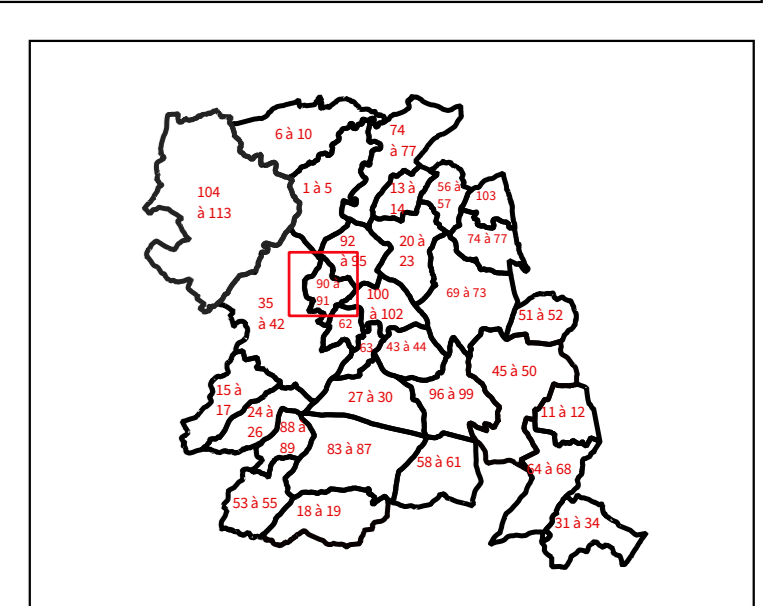 74
à 77
6 à 10
1 à 5
13 à
14
56 à
57
103
104
à 113
92
à 95
20 à
23
74 à 77
90 à
91
100
à 102
69 à 73
35
à 42
62
51 à 52
63
43 à 44
45 à 50
15 à
17
27 à 30
96 à 99
24 à
26
11 à 12
88 à
89
83 à 87
58 à 61
64 à 68
53 à 55
18 à 19
31 à 34